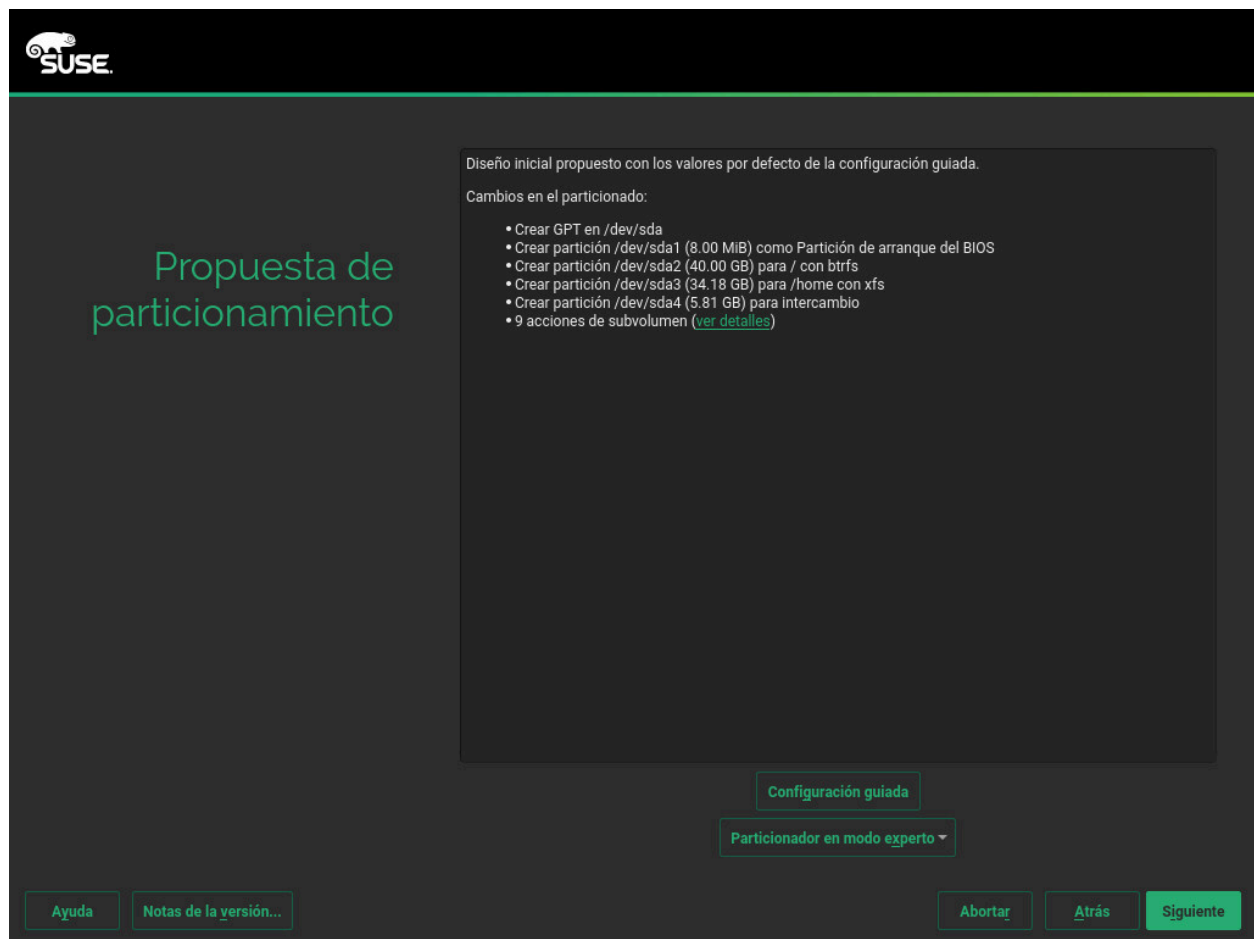 SUSE.
Propuesta de
particionamiento
Diseño inicial propuesto con los valores por defecto de la configuración guiada.
Cambios en el particionado:
• Crear GPT en /dev/sda
• Crear partición /dev/sda1 (8.00 MiB) como Partición de arranque del BIOS
• Crear partición /dev/sda2 (40.00 GB) para / con btrfs
• Crear partición /dev/sda3 (34.18 GB) para /home con xfs
• Crear partición /dev/sda4 (5.81 GB) para intercambio
• 9 acciones de subvolumen (ver detalles)
Configuración guiada
Particionador en modo experto
Ayuda
Notas de la versión...
Abortar
Atrás
Siguiente